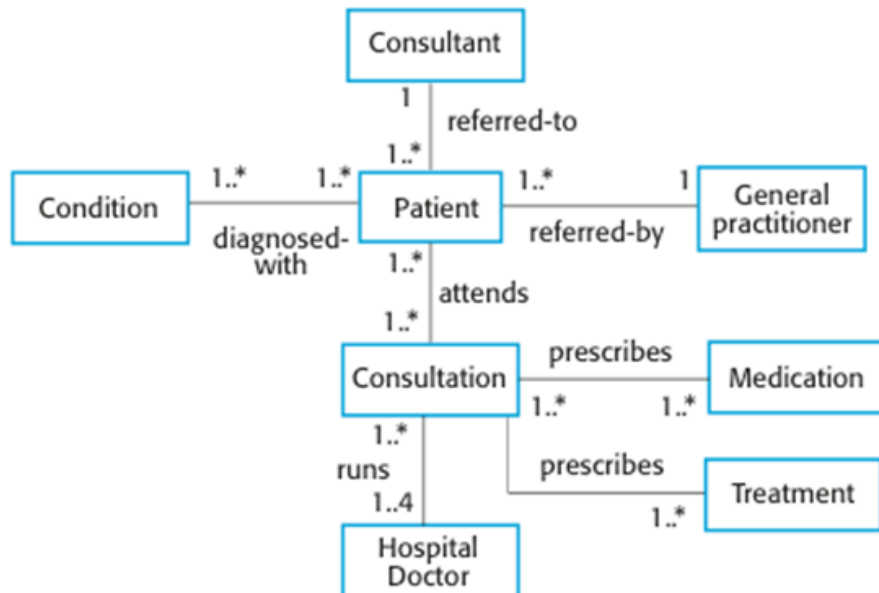 Consultant
1
referred-to
1..*
1..* 1..* 1..* 1
Condition Patient General
practitioner
diagnosed-
with
referred-by
1..*
attends
1..*
Consultation prescribes Medication
1..* 1..*
1..*
runs prescribes Treatment
1..4 1..*
Hospital
Doctor